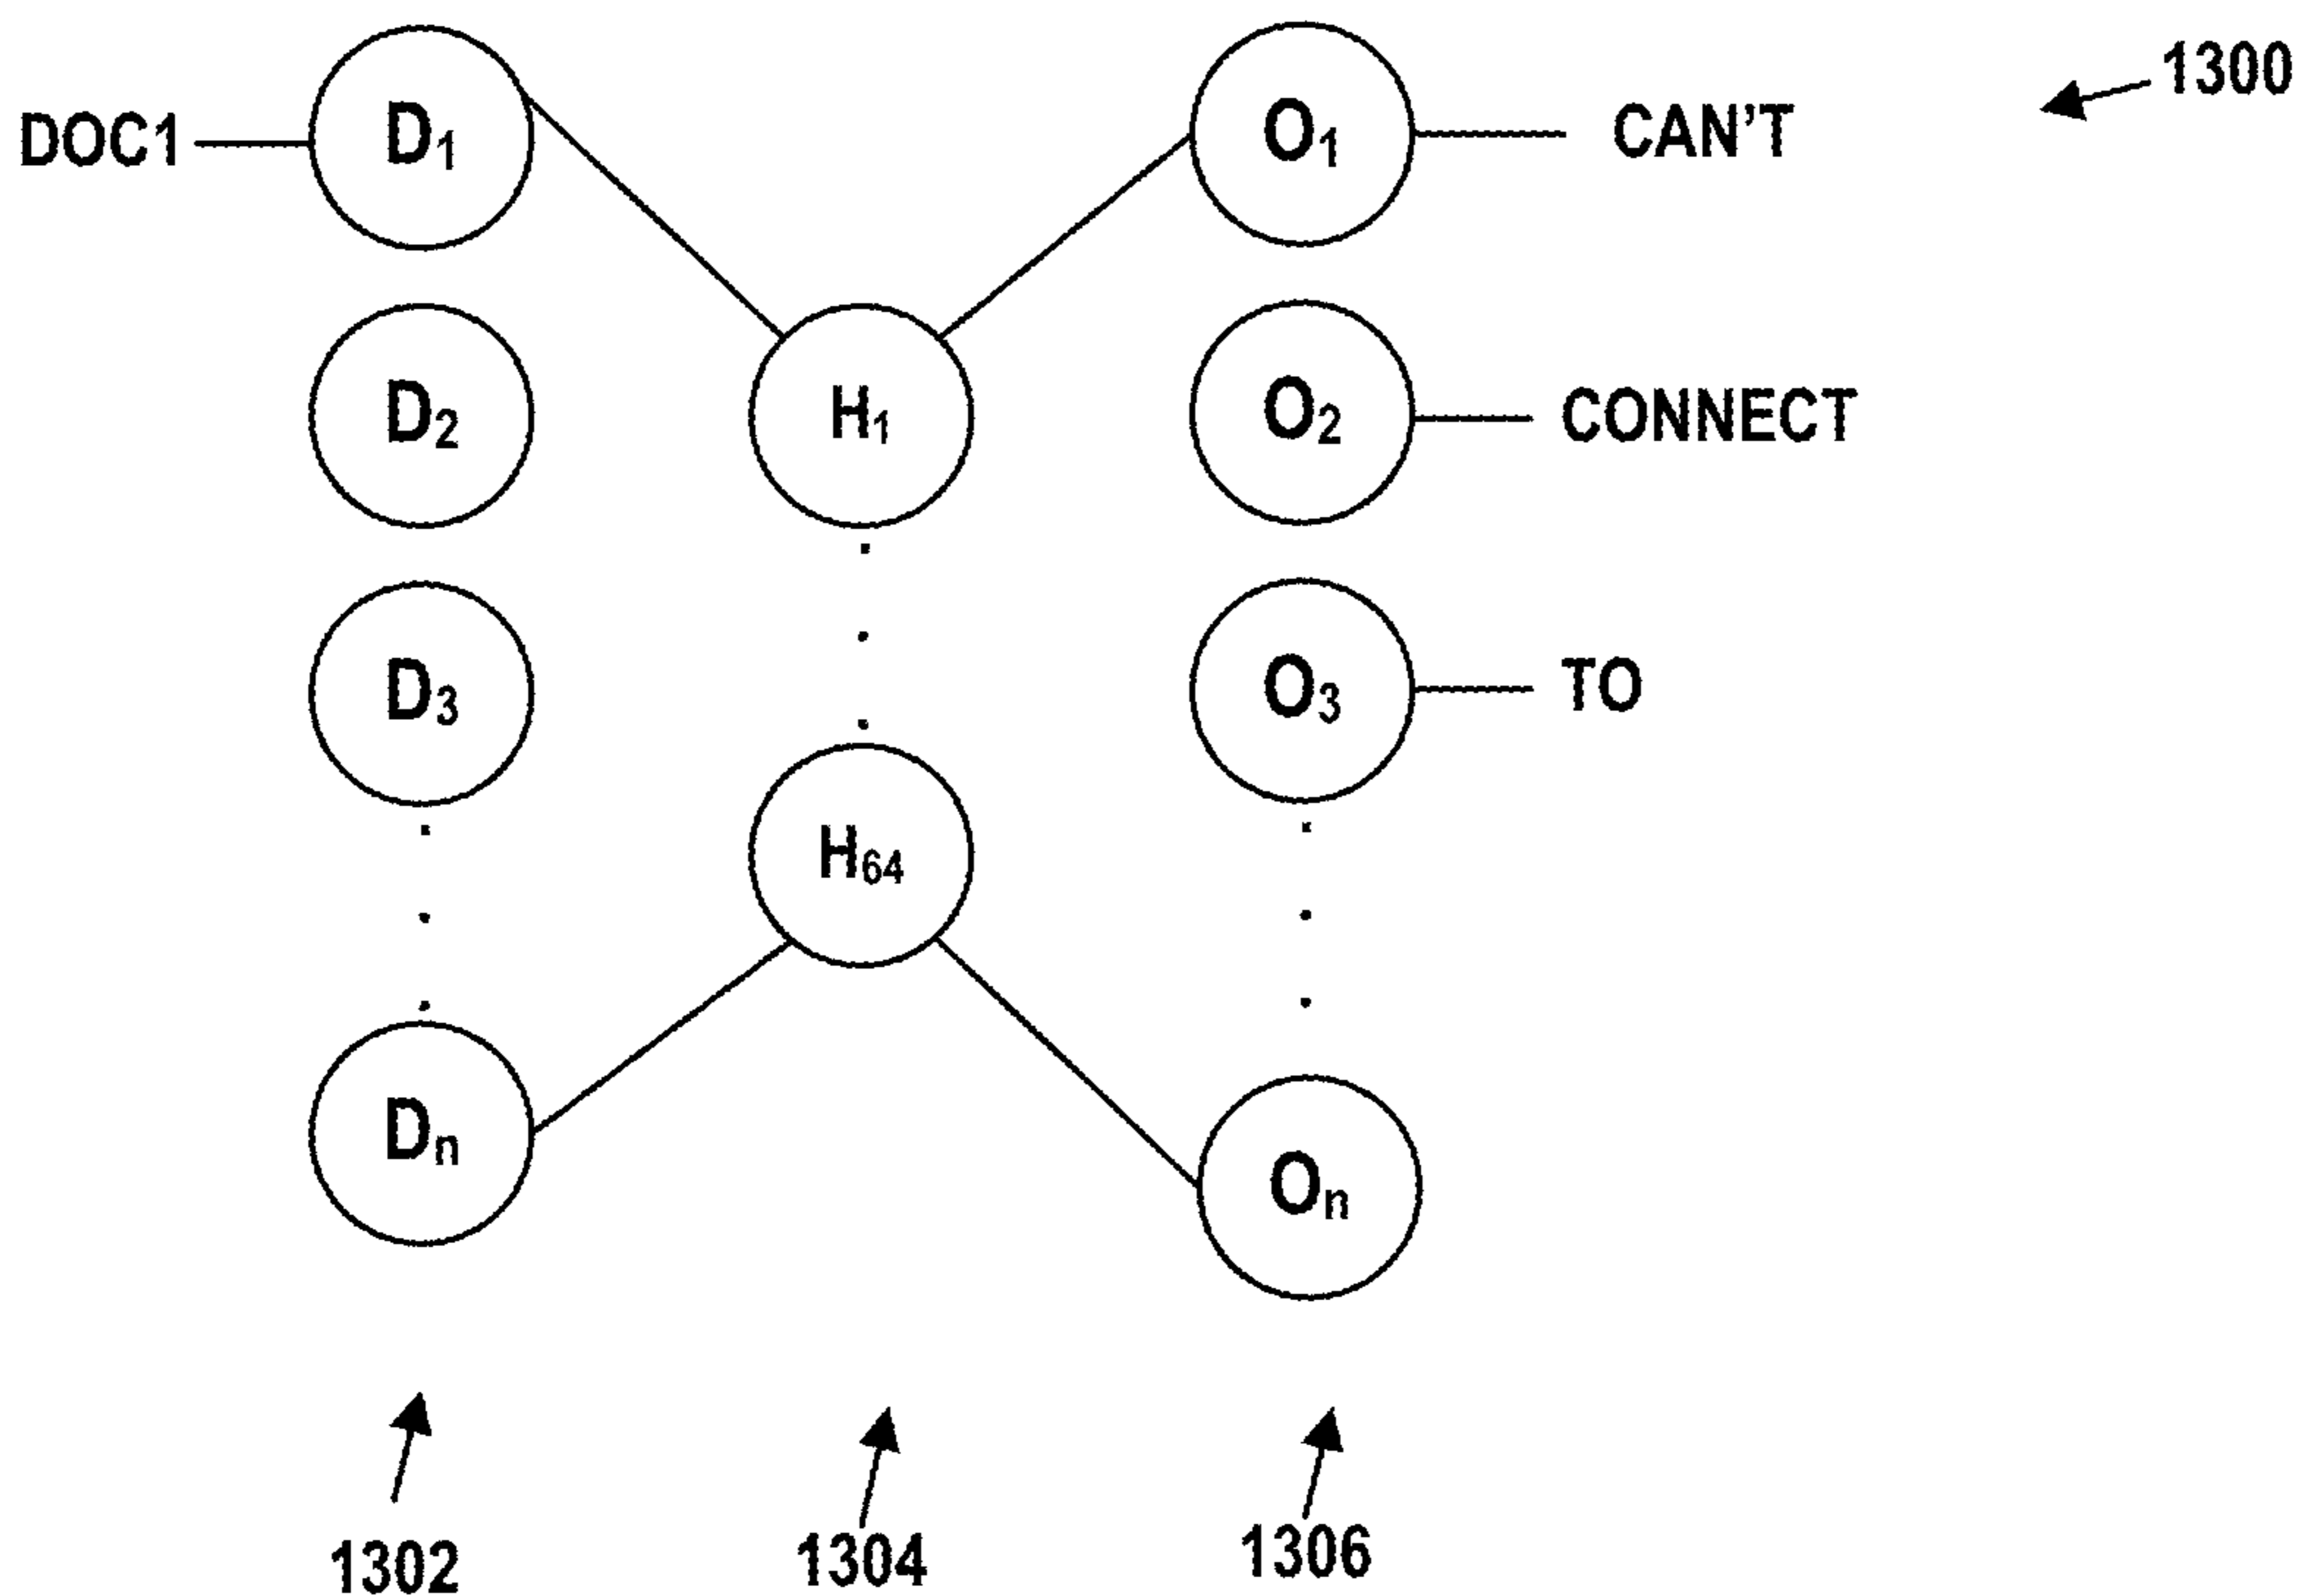 1300
DOC1 D₁ O₁ CAN'T
D₂ H₁ O₂ CONNECT
D₃ O₃ TO
H₆₄
Dₙ Oₙ
1302 1304 1306